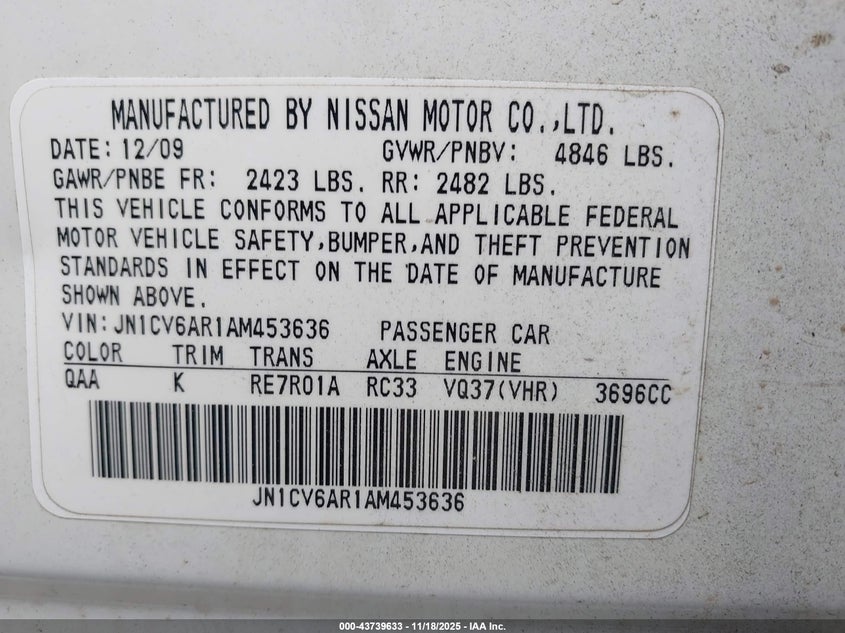 MANUFACTURED BY NISSAN MOTOR CO.,LTD.
DATE: 12/09 GVWR/PNBV: 4846 LBS.
GAWR/PNBE FR: 2423 LBS. RR: 2482 LBS.
THIS VEHICLE CONFORMS TO ALL APPLICABLE FEDERAL
MOTOR VEHICLE SAFETY,BUMPER,AND THEFT PREVENTION
STANDARDS IN EFFECT ON THE DATE OF MANUFACTURE
SHOWN ABOVE.
VIN: JN1CV6AR1AM453636 PASSENGER CAR
COLOR TRIM TRANS AXLE ENGINE
QAA K RE7R01A RC33 VQ37(VHR) 3696CC
JN1CV6AR1AM453636
000-43739633 - 11/18/2025 - IAA Inc.